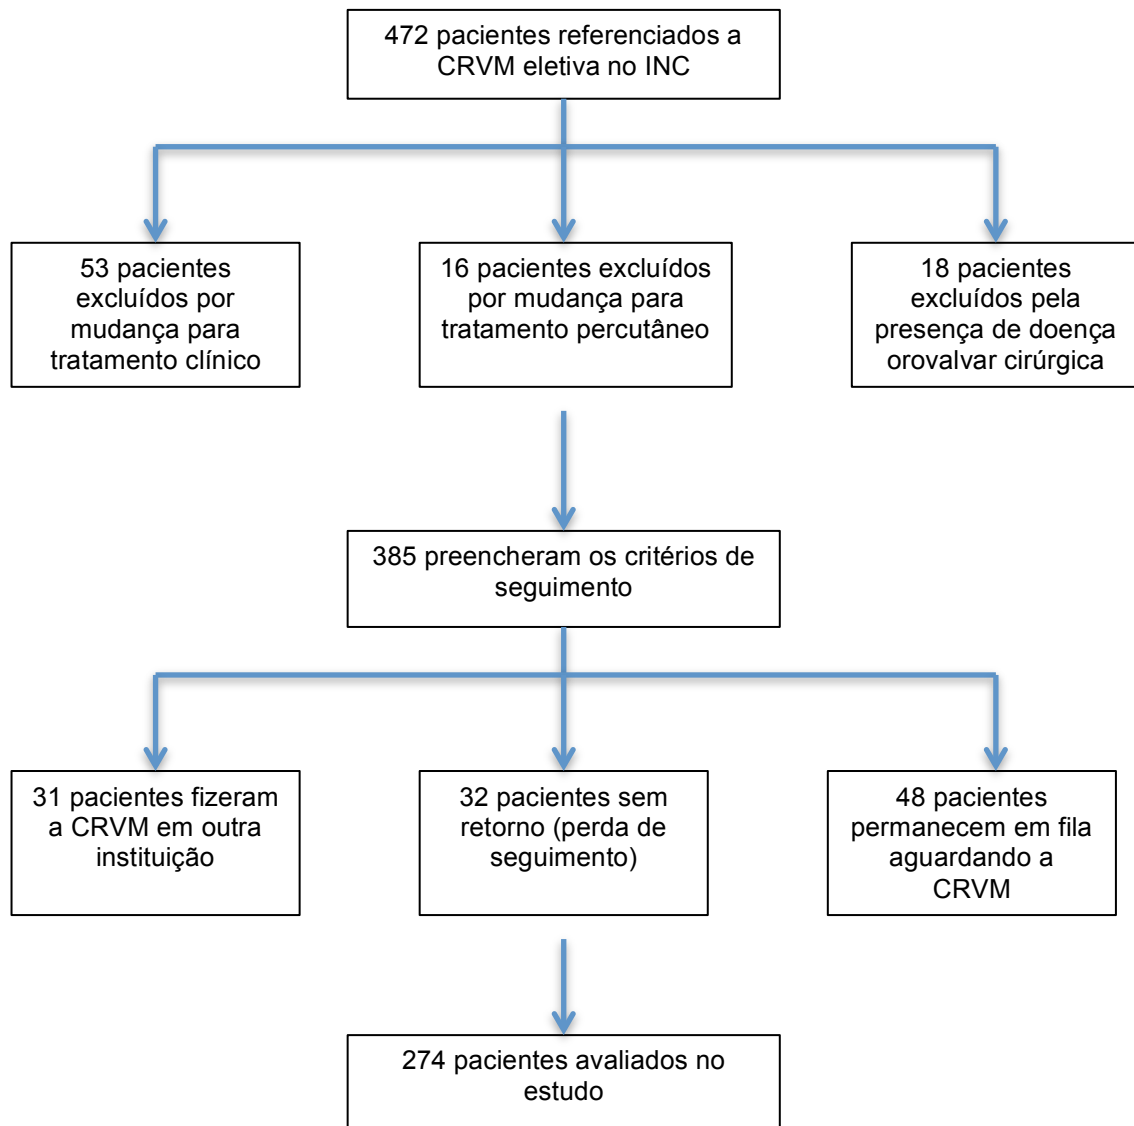 472 pacientes referenciados a
CRVM eletiva no INC
53 pacientes
excluídos por
mudança para
tratamento clínico
16 pacientes excluídos
por mudança para
tratamento percutâneo
18 pacientes
excluídos pela
presença de doença
orovalvar cirúrgica
385 preencheram os critérios de
seguimento
31 pacientes fizeram
a CRVM em outra
instituição
32 pacientes sem
retorno (perda de
seguimento)
48 pacientes
permanecem em fila
aguardando a
CRVM
274 pacientes avaliados no
estudo